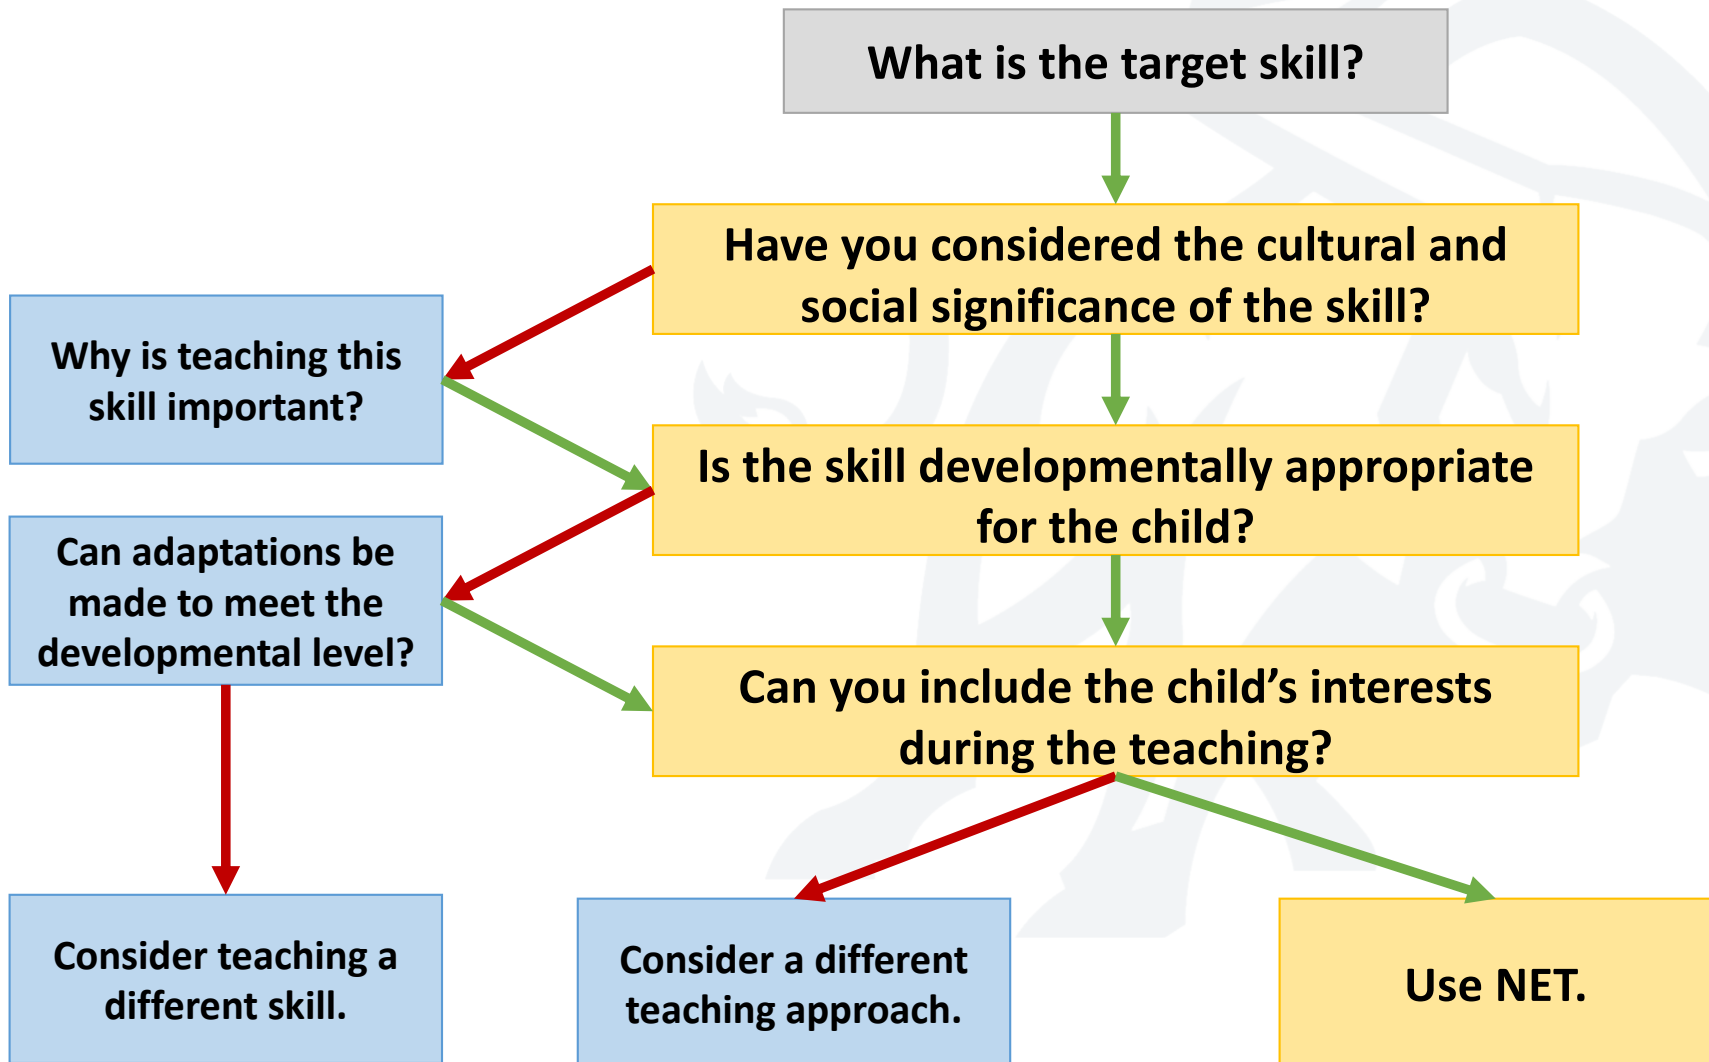 What is the target skill?
Have you considered the cultural and
social significance of the skill?
Why is teaching this
skill important?
Is the skill developmentally appropriate
for the child?
Can adaptations be
made to meet the
developmental level?
Can you include the child’s interests
during the teaching?
Consider teaching a
different skill.
Consider a different
teaching approach.
Use NET.